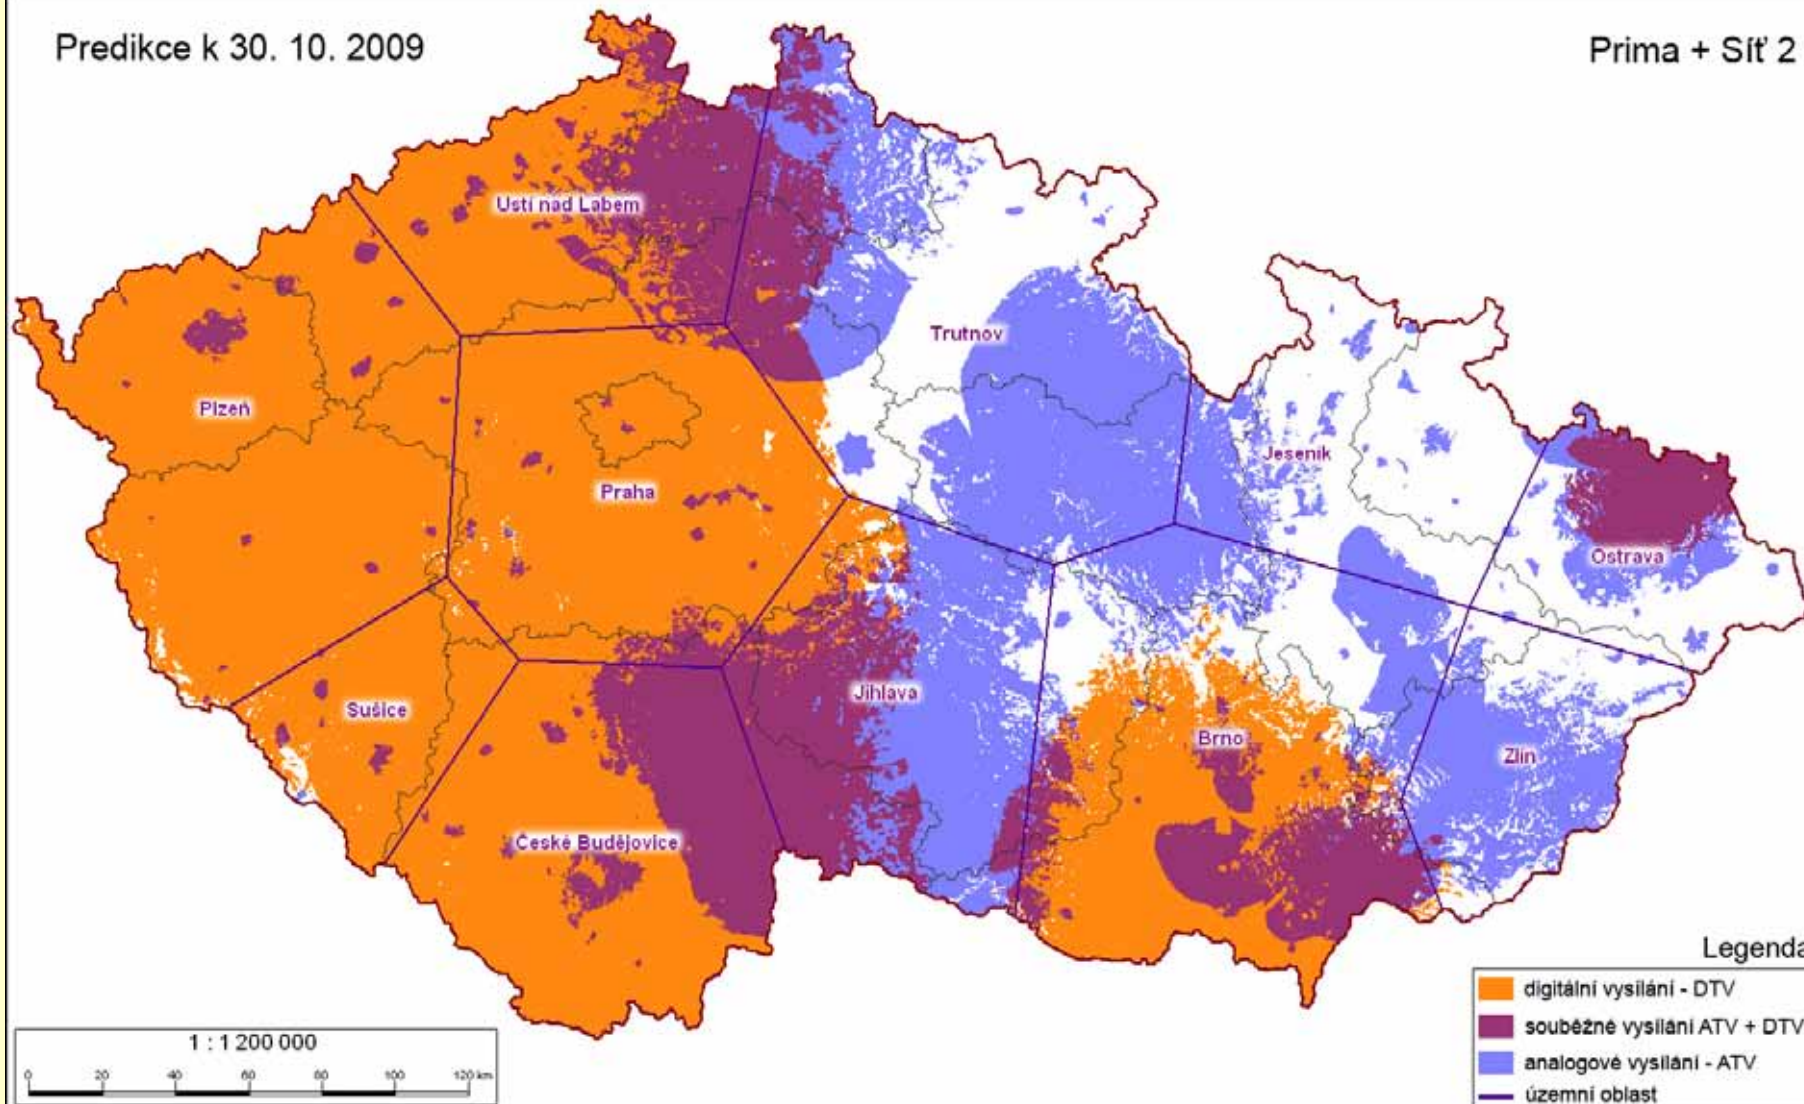 Predikce k 30. 10. 2009
Prima + Síť 2
Ustí nad Labem
Trutnov
Plzeň
Jeseník
Praha
Ostrava
Jihlava
Sušice
Brno
Zlín
České Budějovice
Legenda
digitální vysílání - DTV
souběžné vysílání ATV + DTV
analogové vysílání - ATV
územní oblast
1 : 1 200 000
0 20 40 60 80 100 120 km